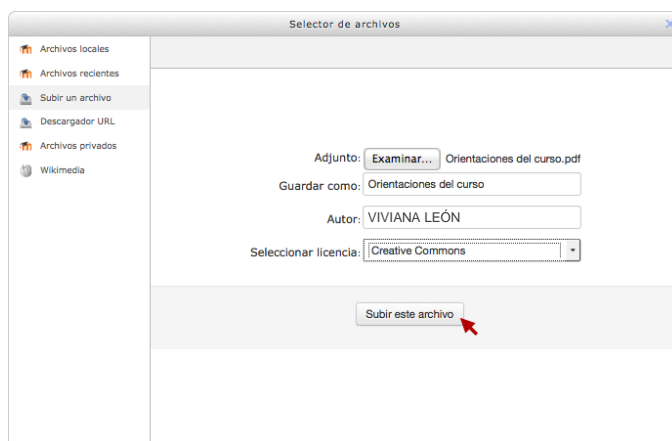 Selector de archivos
Archivos locales
Archivos recientes
Subir un archivo
Descargador URL
Archivos privados
Wikimedia
Adjunto: Examinar... Orientaciones del curso.pdf
Guardar como: Orientaciones del curso
Autor: VIVIANA LEÓN
Seleccionar licencia: Creative Commons
Subir este archivo